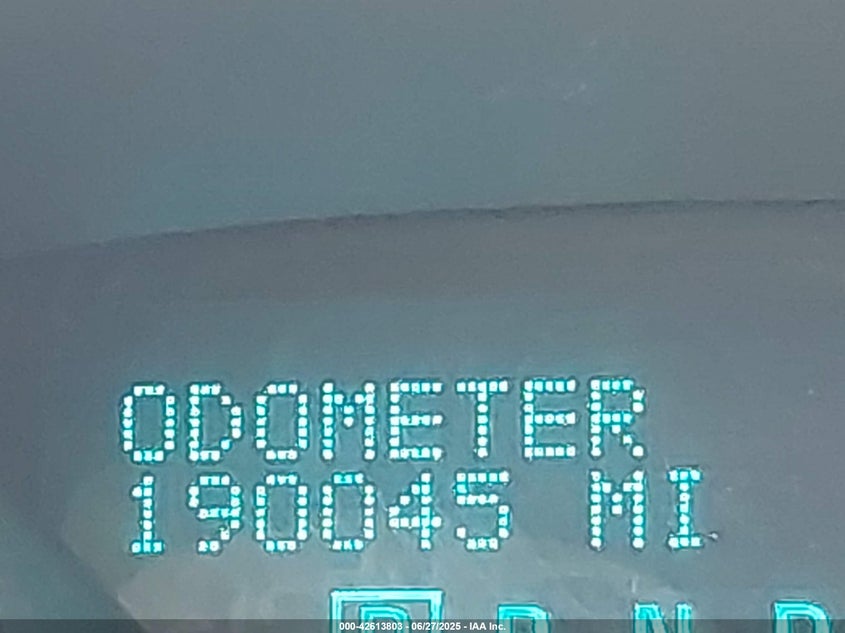 ODOMETER
190045 MI
P R N D
000-42613803 - 06/27/2025 - IAA Inc.